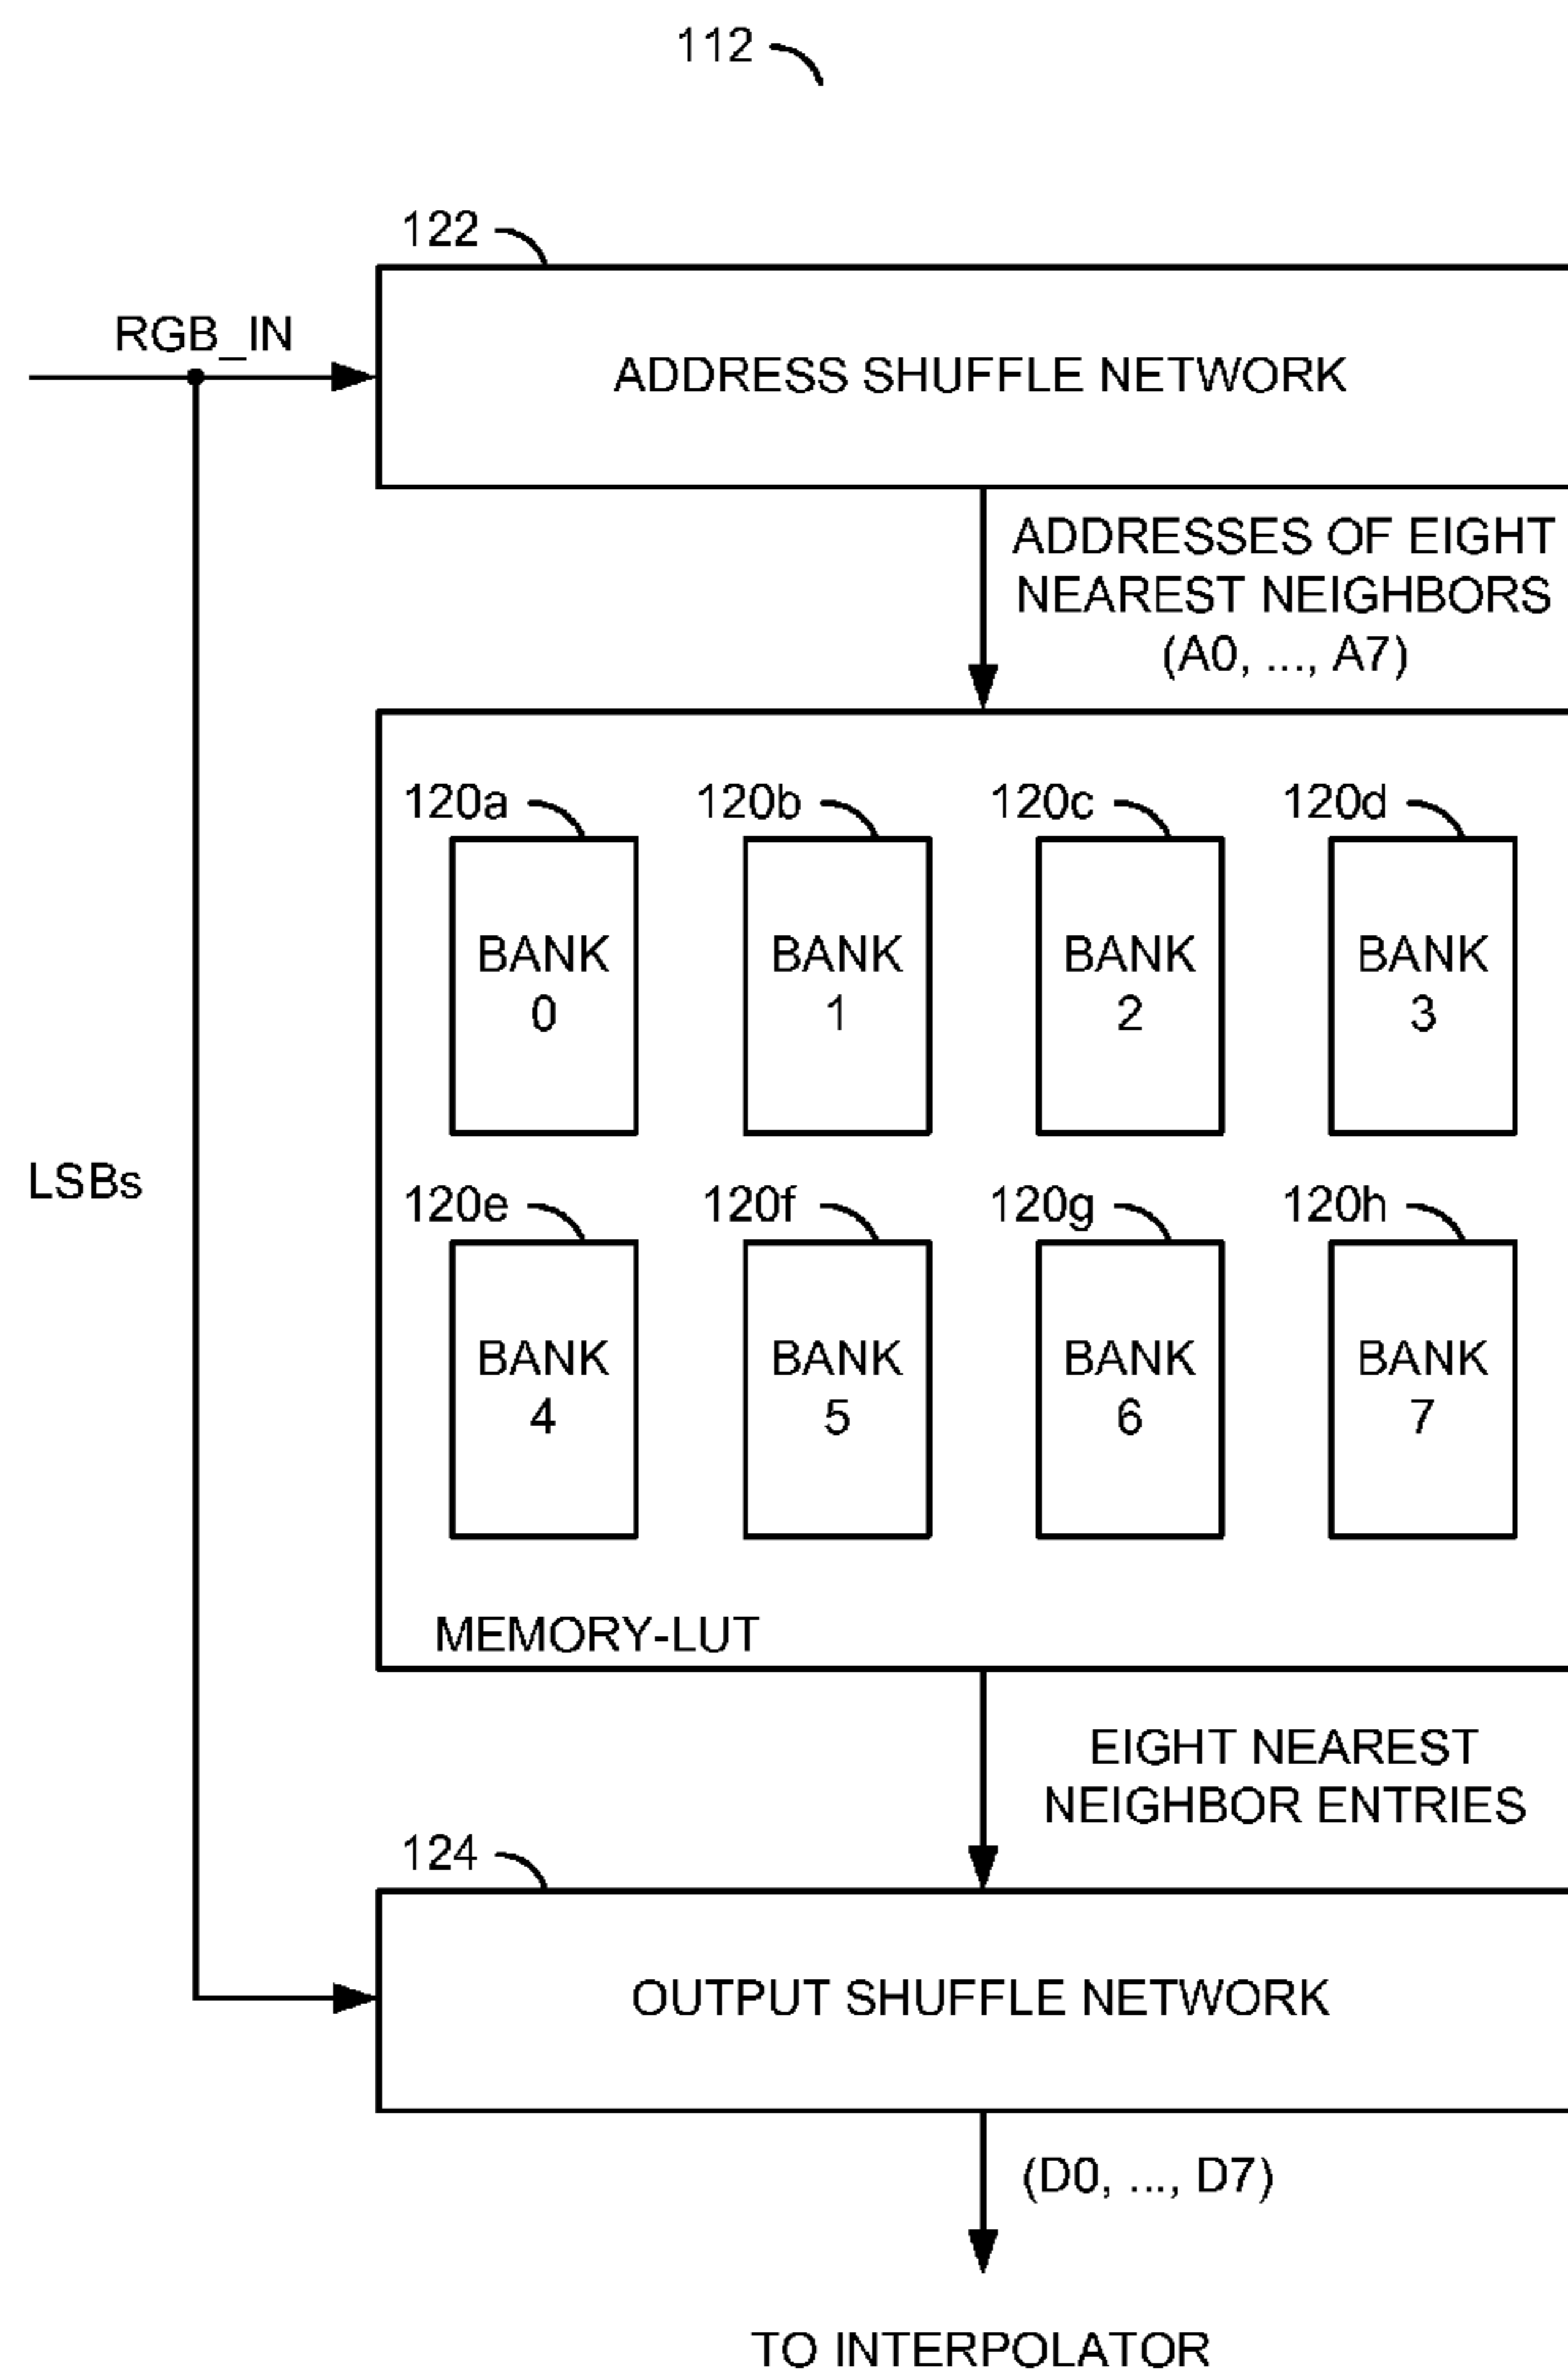 112
122
RGB_IN
ADDRESS SHUFFLE NETWORK
ADDRESSES OF EIGHT
NEAREST NEIGHBORS
(A0, ..., A7)
120a 120b 120c 120d
BANK BANK BANK BANK
0 1 2 3
LSBs
120e 120f 120g 120h
BANK BANK BANK BANK
4 5 6 7
MEMORY-LUT
EIGHT NEAREST
NEIGHBOR ENTRIES
124
OUTPUT SHUFFLE NETWORK
(D0, ..., D7)
TO INTERPOLATOR